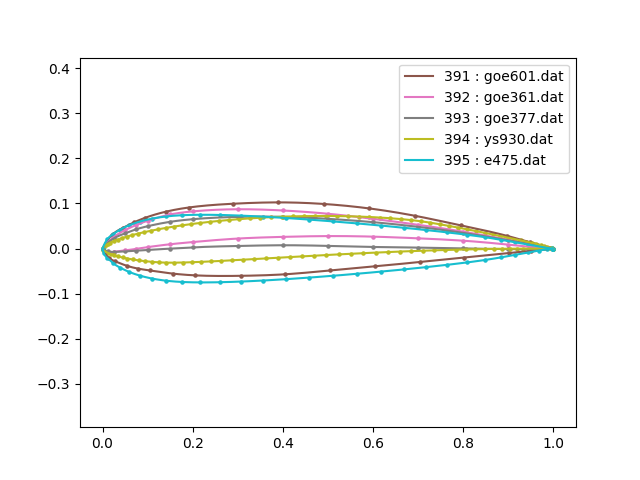 0.4
0.3
0.2
0.1
0.0
−0.1
−0.2
−0.3
0.0 0.2 0.4 0.6 0.8 1.0
391 : goe601.dat
392 : goe361.dat
393 : goe377.dat
394 : ys930.dat
395 : e475.dat